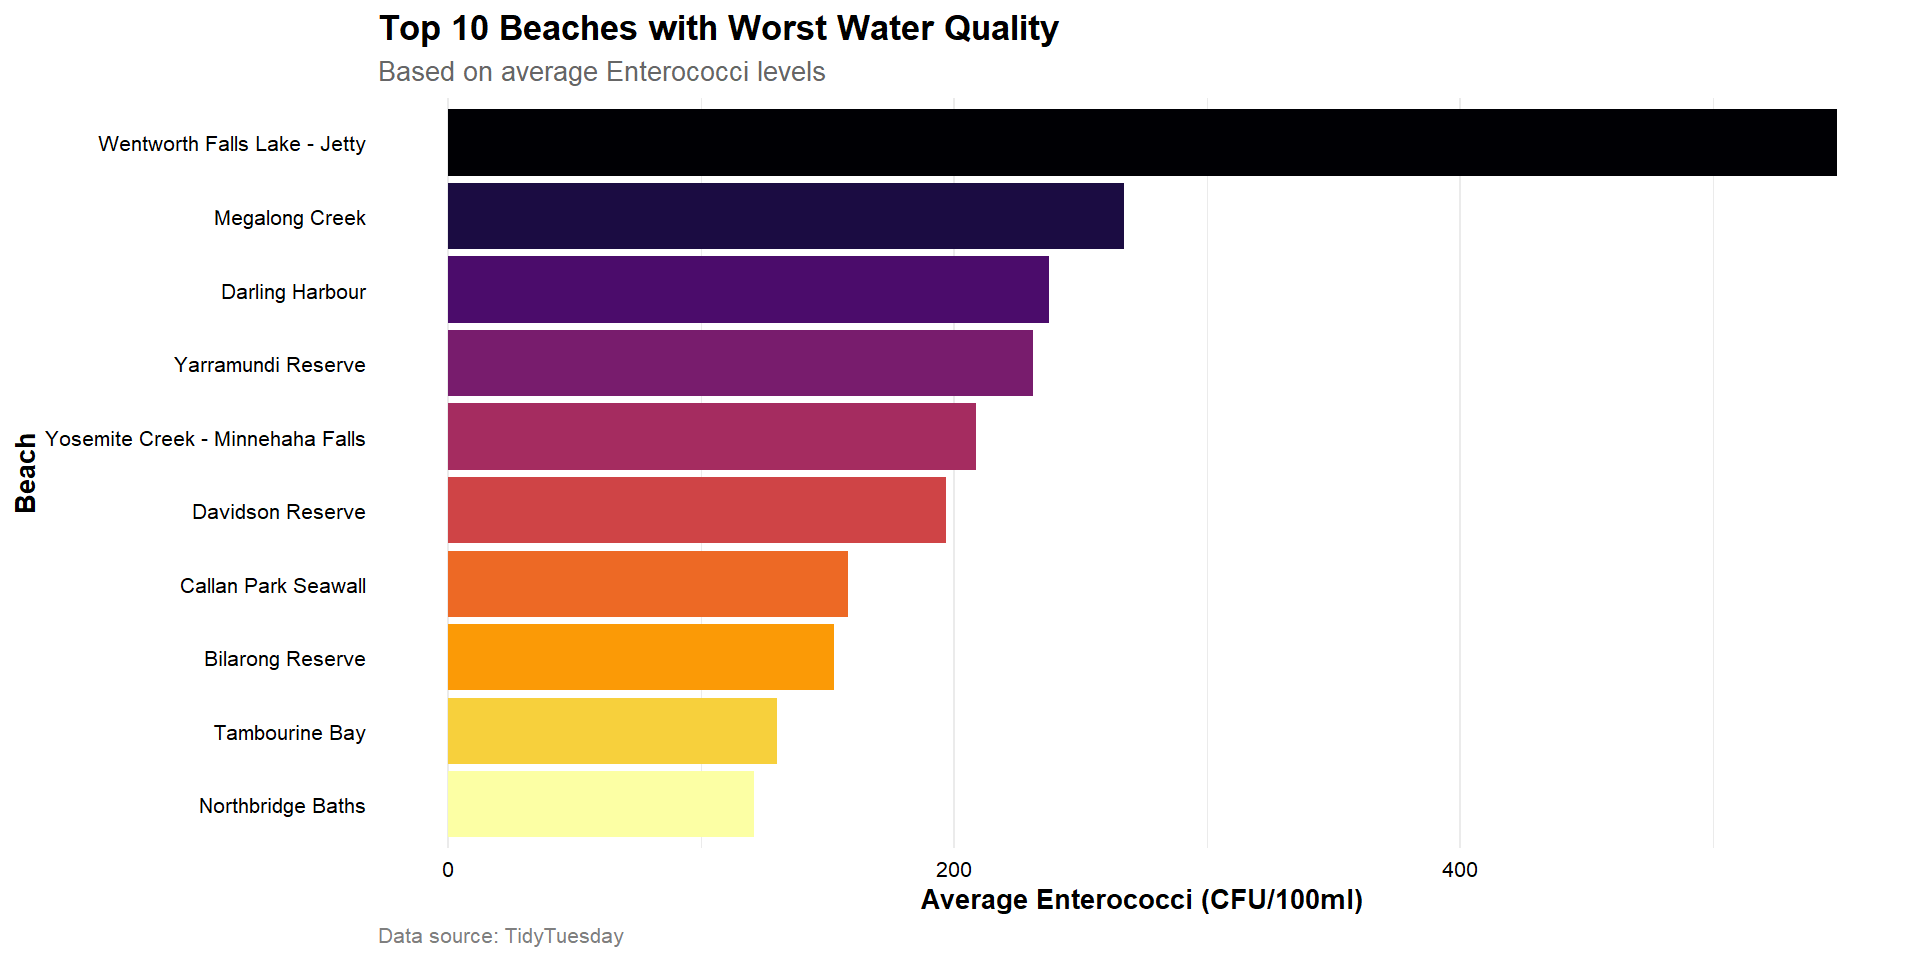 Top 10 Beaches with Worst Water Quality
Based on average Enterococci levels
Beach
Wentworth Falls Lake - Jetty
Megalong Creek
Darling Harbour
Yarramundi Reserve
Yosemite Creek - Minnehaha Falls
Davidson Reserve
Callan Park Seawall
Bilarong Reserve
Tambourine Bay
Northbridge Baths
0 200 400
Average Enterococci (CFU/100ml)
Data source: TidyTuesday